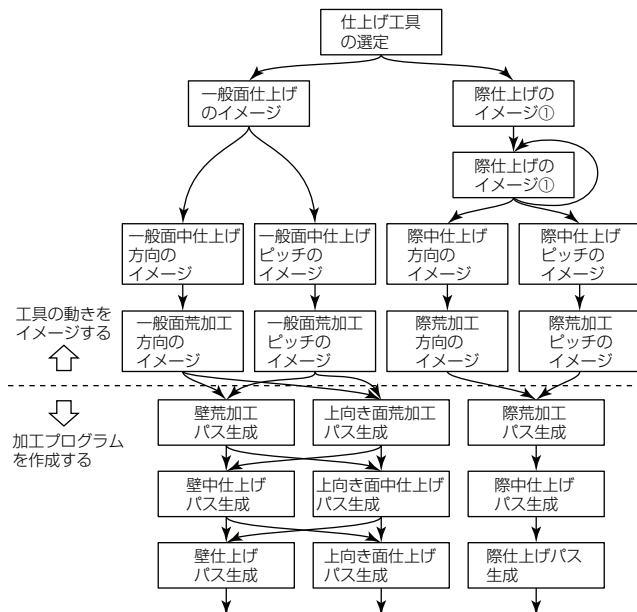 仕上げ工具
の選定
一般面仕上げ
のイメージ
際仕上げの
イメージ①
際仕上げの
イメージ①
一般面中仕上げ
方向の
イメージ
一般面中仕上げ
ピッチの
イメージ
際中仕上げ
方向の
イメージ
際中仕上げ
ピッチの
イメージ
工具の動きを
イメージする
一般面荒加工
方向の
イメージ
一般面荒加工
ピッチの
イメージ
際荒加工
方向の
イメージ
際荒加工
ピッチの
イメージ
加工プログラム
を作成する
壁荒加工
パス生成
上向き面荒加工
パス生成
際荒加工
パス生成
壁中仕上げ
パス生成
上向き面中仕上げ
パス生成
際中仕上げ
パス生成
壁仕上げ
パス生成
上向き面仕上げ
パス生成
際仕上げパス
生成